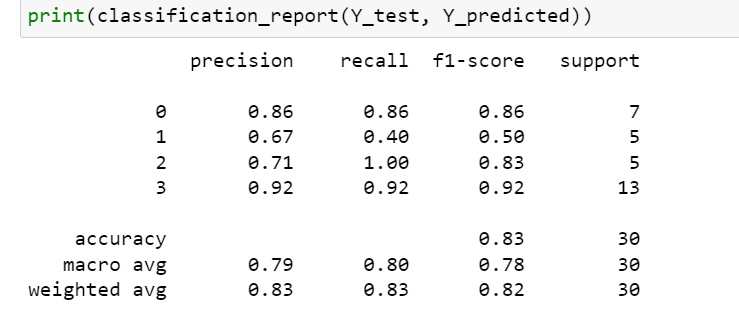 print(classification_report(Y_test, Y_predicted))
precision recall f1-score support
0 0.86 0.86 0.86 7
1 0.67 0.40 0.50 5
2 0.71 1.00 0.83 5
3 0.92 0.92 0.92 13
accuracy 0.83 30
macro avg 0.79 0.80 0.78 30
weighted avg 0.83 0.83 0.82 30